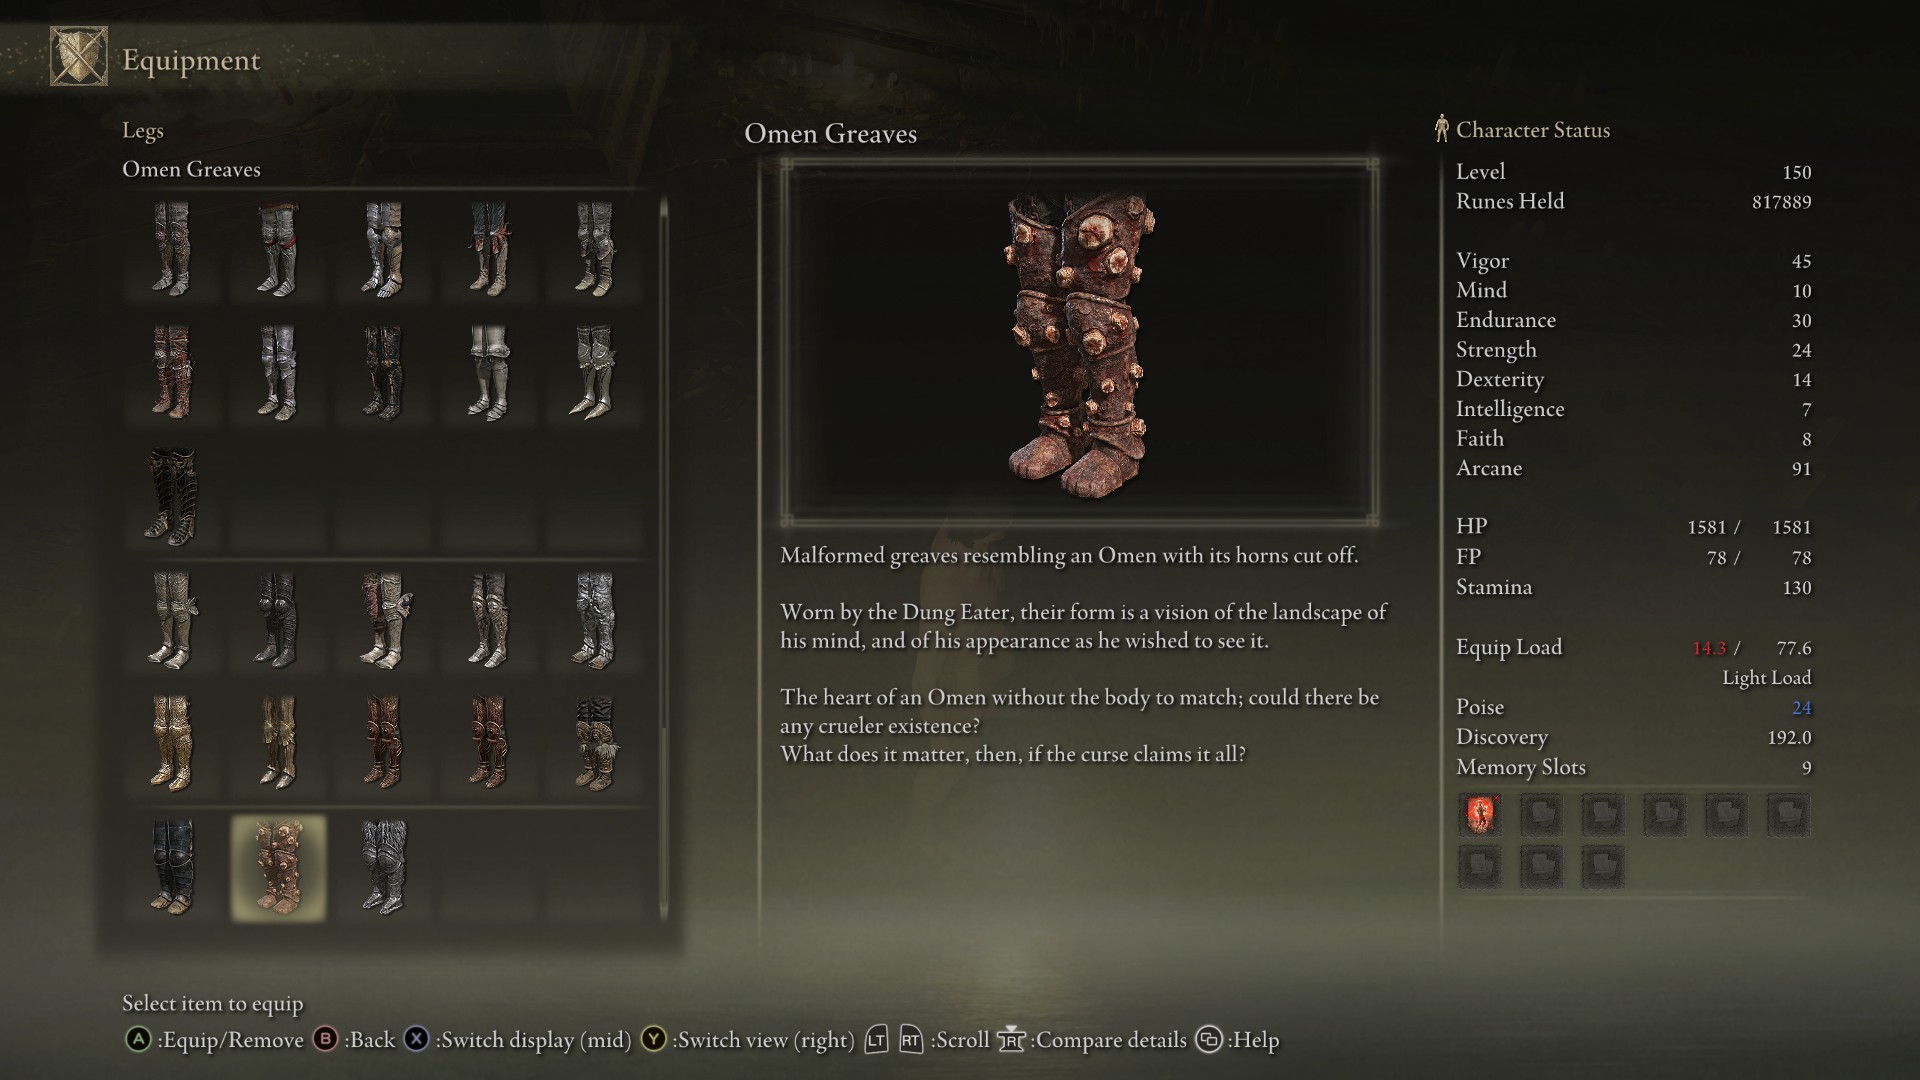 Equipment
Legs
Omen Greaves
Omen Greaves
Malformed greaves resembling an Omen with its horns cut off.
Worn by the Dung Eater, their form is a vision of the landscape of
his mind, and of his appearance as he wished to see it.
The heart of an Omen without the body to match; could there be
any crueler existence?
What does it matter, then, if the curse claims it all?
Character Status
Level 150
Runes Held 817889
Vigor 45
Mind 10
Endurance 30
Strength 24
Dexterity 14
Intelligence 7
Faith 8
Arcane 91
HP 1581 / 1581
FP 78 / 78
Stamina 130
Equip Load 14.3 / 77.6
Light Load
Poise 24
Discovery 192.0
Memory Slots 9
Select item to equip
A :Equip/Remove B :Back X :Switch display (mid) Y :Switch view (right) LT RT :Scroll R :Compare details :Help